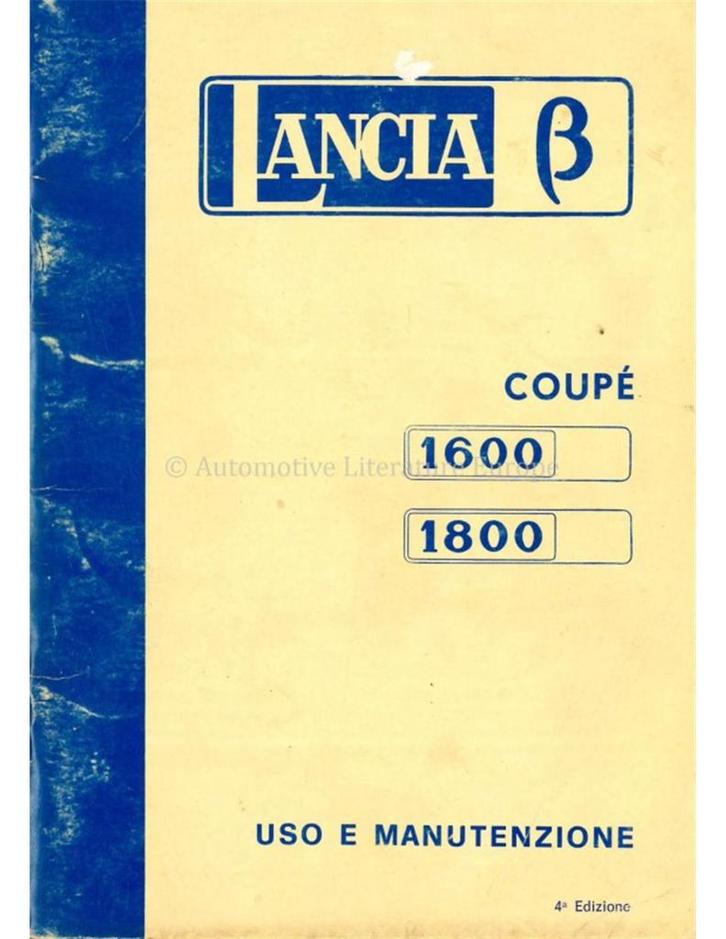 LANCIA β
COUPÉ
1600
© Automotive Literature Europe
1800
USO E MANUTENZIONE
4ª Edizione